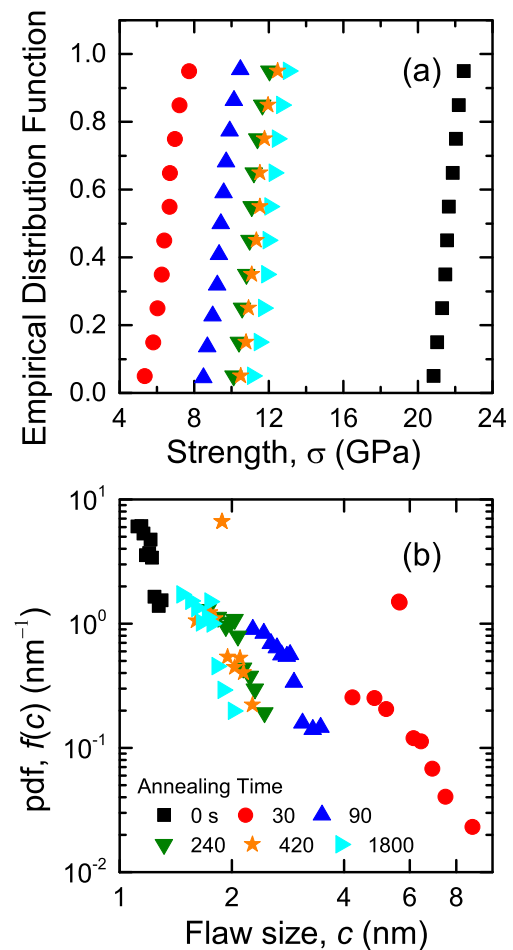 1.0
0.8
0.6
0.4
0.2
0.0
Empirical Distribution Function
(a)
4 8 12 16 20 24
Strength, σ (GPa)
10¹
10⁰
10⁻¹
10⁻²
pdf, f(c) (nm⁻¹)
(b)
Annealing Time
0 s 30 90
240 420 1800
1 2 4 6 8
Flaw size, c (nm)